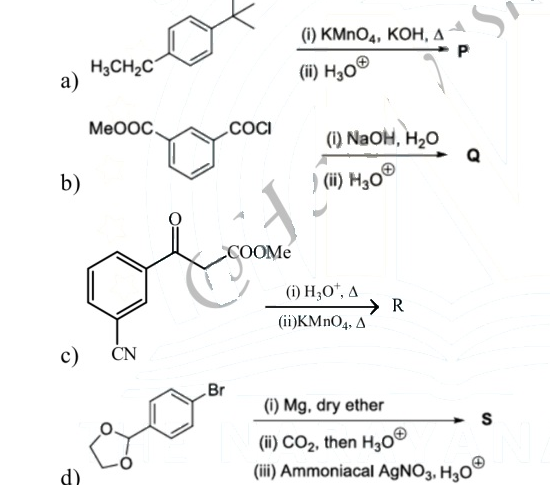 (i) KMnO₄, KOH, Δ
P
(ii) H₃O⊕
H₃CH₂C
a)
MeOOC COCl
(i) NaOH, H₂O
Q
(ii) H₃O⊕
b)
O
COOMe
(i) H₃O⁺, Δ
R
(ii)KMnO₄, Δ
CN
c)
Br
(i) Mg, dry ether
S
O
(ii) CO₂, then H₃O⊕
O
(iii) Ammoniacal AgNO₃, H₃O⊕
d)